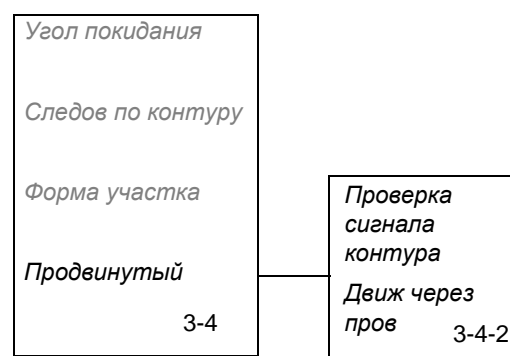 Угол покидания
Следов по контуру
Форма участка
Продвинутый
3-4
Проверка
сигнала
контура
Движ через
пров
3-4-2